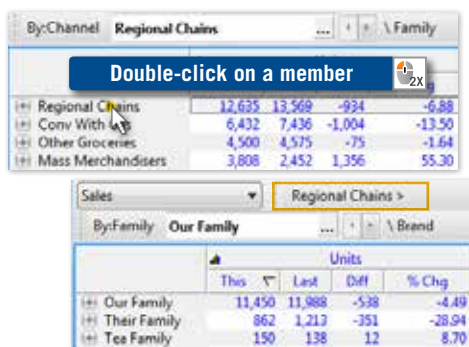 By:Channel Regional Chains ... \ Family
Double-click on a member 2X
Regional Chains 12,635 13,569 -934 -6.88
Conv With 6,432 7,436 -1,004 -13.50
Other Groceries 4,500 4,575 -75 -1.64
Mass Merchandisers 3,808 2,452 1,356 55.30
Sales Regional Chains >
By:Family Our Family ... \ Brand
Units
This Last Diff % Chg
Our Family 11,450 11,988 -538 -4.49
Their Family 862 1,213 -351 -28.94
Tea Family 150 138 12 8.70